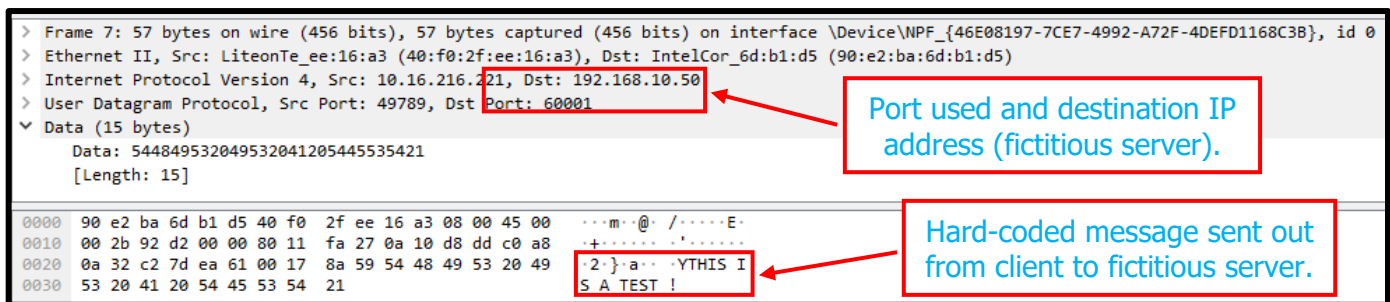 > Frame 7: 57 bytes on wire (456 bits), 57 bytes captured (456 bits) on interface \Device\NPF_{46E08197-7CE7-4992-A72F-4DEFD1168C3B}, id 0
> Ethernet II, Src: LiteonTe_ee:16:a3 (40:f0:2f:ee:16:a3), Dst: IntelCor_6d:b1:d5 (90:e2:ba:6d:b1:d5)
> Internet Protocol Version 4, Src: 10.16.216.221, Dst: 192.168.10.50
> User Datagram Protocol, Src Port: 49789, Dst Port: 60001
Data (15 bytes)
Data: 544849532049532041205445535421
[Length: 15]
Port used and destination IP
address (fictitious server).
0000 90 e2 ba 6d b1 d5 40 f0 2f ee 16 a3 08 00 45 00 ···m··@· /·····E·
0010 00 2b 92 d2 00 00 80 11 fa 27 0a 10 d8 dd c0 a8 ·+······ ·'······
0020 0a 32 c2 7d ea 61 00 17 8a 59 54 48 49 53 20 49 ·2·}·a·· ·YTHIS I
0030 53 20 41 20 54 45 53 54 21 S A TEST !
Hard-coded message sent out
from client to fictitious server.